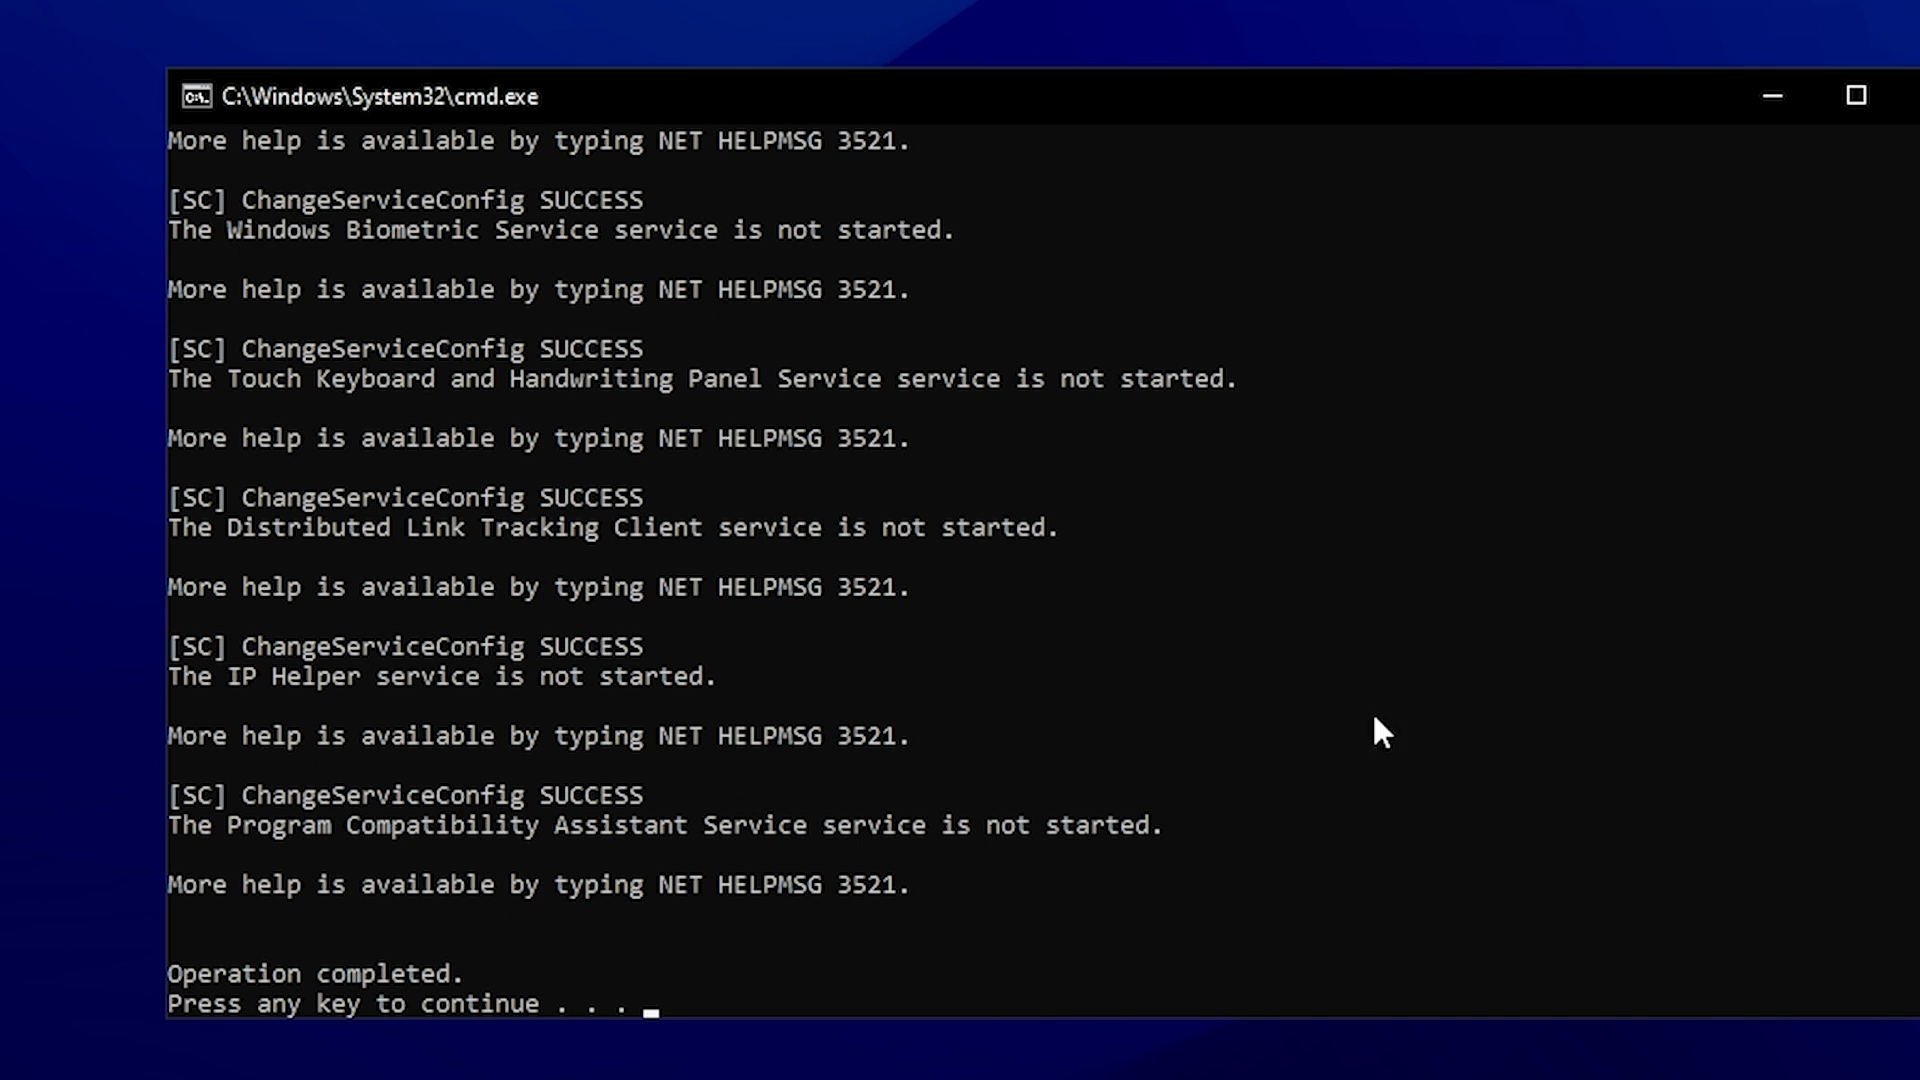 C:\Windows\System32\cmd.exe
More help is available by typing NET HELPMSG 3521.
[SC] ChangeServiceConfig SUCCESS
The Windows Biometric Service service is not started.
More help is available by typing NET HELPMSG 3521.
[SC] ChangeServiceConfig SUCCESS
The Touch Keyboard and Handwriting Panel Service service is not started.
More help is available by typing NET HELPMSG 3521.
[SC] ChangeServiceConfig SUCCESS
The Distributed Link Tracking Client service is not started.
More help is available by typing NET HELPMSG 3521.
[SC] ChangeServiceConfig SUCCESS
The IP Helper service is not started.
More help is available by typing NET HELPMSG 3521.
[SC] ChangeServiceConfig SUCCESS
The Program Compatibility Assistant Service service is not started.
More help is available by typing NET HELPMSG 3521.
Operation completed.
Press any key to continue . . .